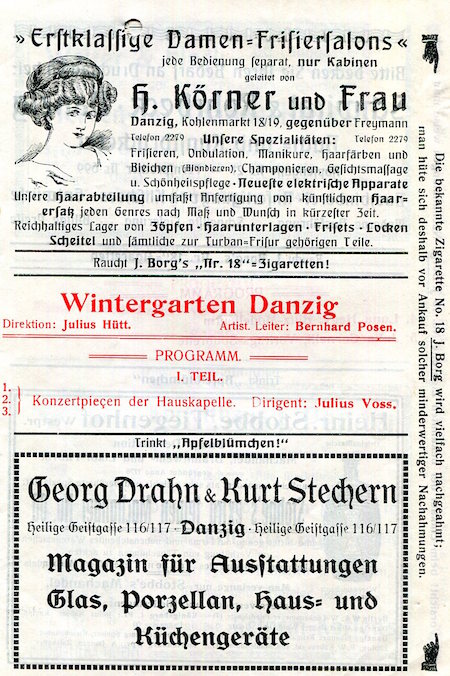 » Erstklassige Damen=Frisiersalons «
jede Bedienung separat, nur Kabinen
geleitet von
H. Körner und Frau
Danzig, Kohlenmarkt 18/19, gegenüber Freymann
Telefon 2279 Unsere Spezialitäten: Telefon 2279
Frisieren, Ondulation, Manikure, Haarfärben und
Bleichen (Blondieren), Championieren, Gesichtsmassage
u. Schönheitspflege · Neueste elektrische Apparate
Unsere Haarabteilung umfaßt Anfertigung von künstlichem Haar=
ersatz jeden Genres nach Maß und Wunsch in kürzester Zeit.
Reichhaltiges Lager von Zöpfen · Haarunterlagen · Frisets · Locken
Scheitel und sämtliche zur Turban=Frisur gehörigen Teile.
Raucht J. Borg's „Nr. 18“=Zigaretten!
Wintergarten Danzig
Direktion: Julius Hütt. Artist. Leiter: Bernhard Posen.
PROGRAMM.
I. TEIL.
1.
2. Konzertpieçen der Hauskapelle. Dirigent: Julius Voss.
3.
Trinkt „Apfelblümchen!“
Georg Drahn & Kurt Stechern
Heilige Geistgasse 116/117 · Danzig · Heilige Geistgasse 116/117
Magazin für Ausstattungen
Glas, Porzellan, Haus= und
Küchengeräte
Die bekannte Zigarette No. 18 J. Borg wird vielfach nachgeahmt;
man hüte sich deshalb vor Ankauf solcher minderwertiger Nachahmungen.